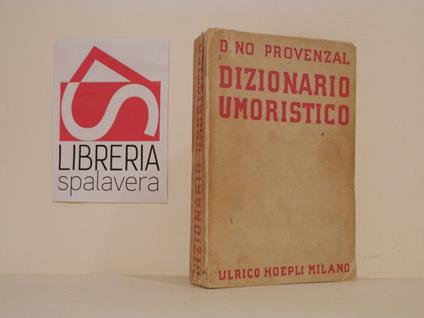 LIBRERIA
spalavera
D NO PROVENZAL
DIZIONARIO
UMORISTICO
ULRICO HOEPLI MILANO
DIZIONARIO UMORISTICO